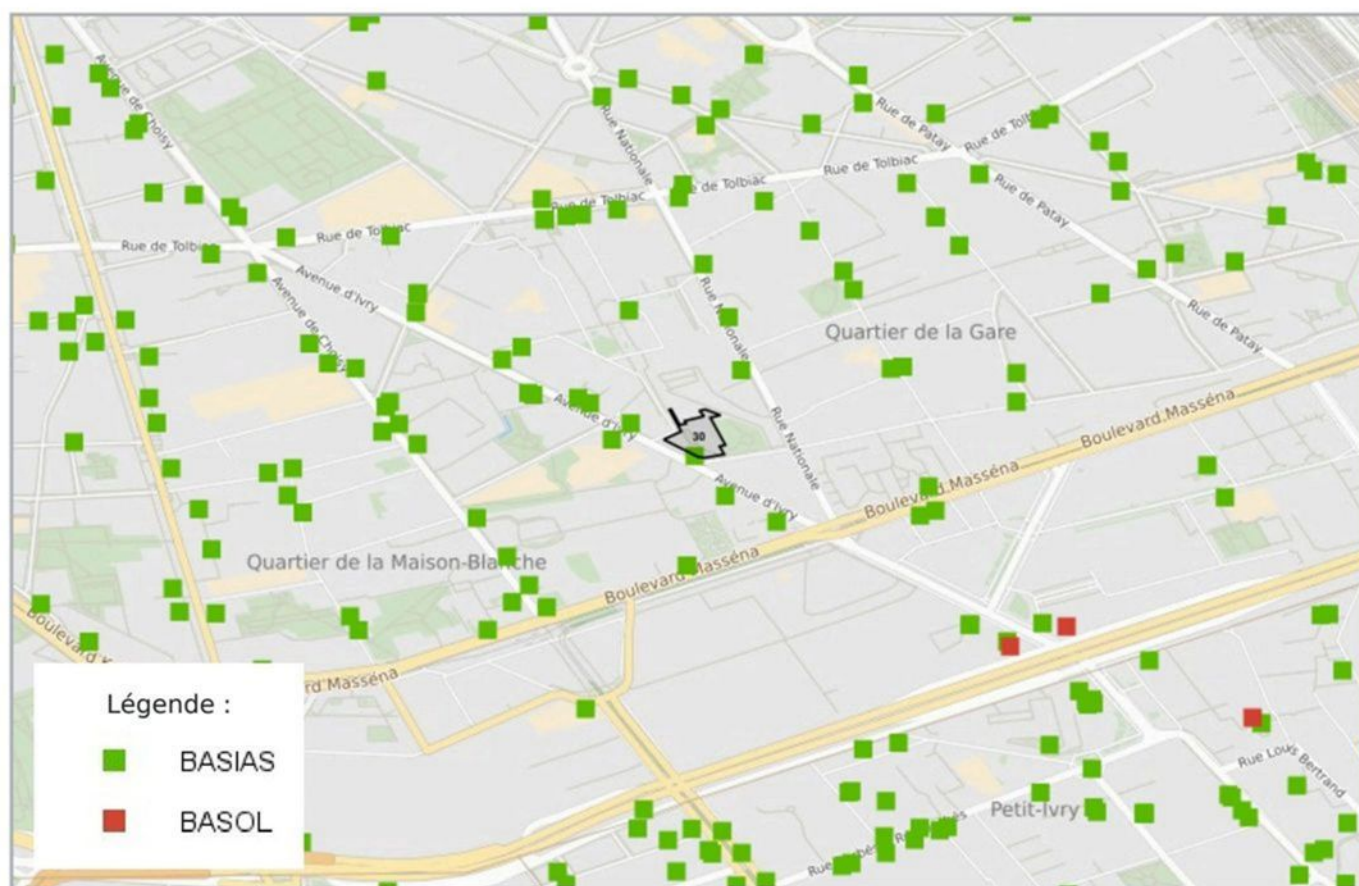 Avenue de Choisy
Rue Nationale
Rue de Patay
Rue de Tolbiac
Rue de Tolbiac
Rue de Tolbiac
Rue de Tolbiac
Rue de Patay
Rue de Tolbiac
Rue de Tolbiac
Avenue d'Ivry
Avenue de Choisy
Rue Nationale
Quartier de la Gare
Rue de Patay
Avenue d'Ivry
Rue Nationale
Boulevard Masséna
30
Boulevard Masséna
Avenue d'Ivry
Quartier de la Maison-Blanche
Boulevard Masséna
Boulevard
rd Masséna
Légende :
BASIAS
BASOL
Rue Louis Bertrand
Petit-Ivry